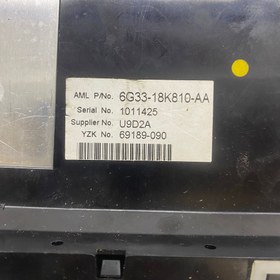 AML P/No. 6G33-18K810-AA
Serial No. 1011425
Supplier No. U9D2A
YZK No. 69189-090